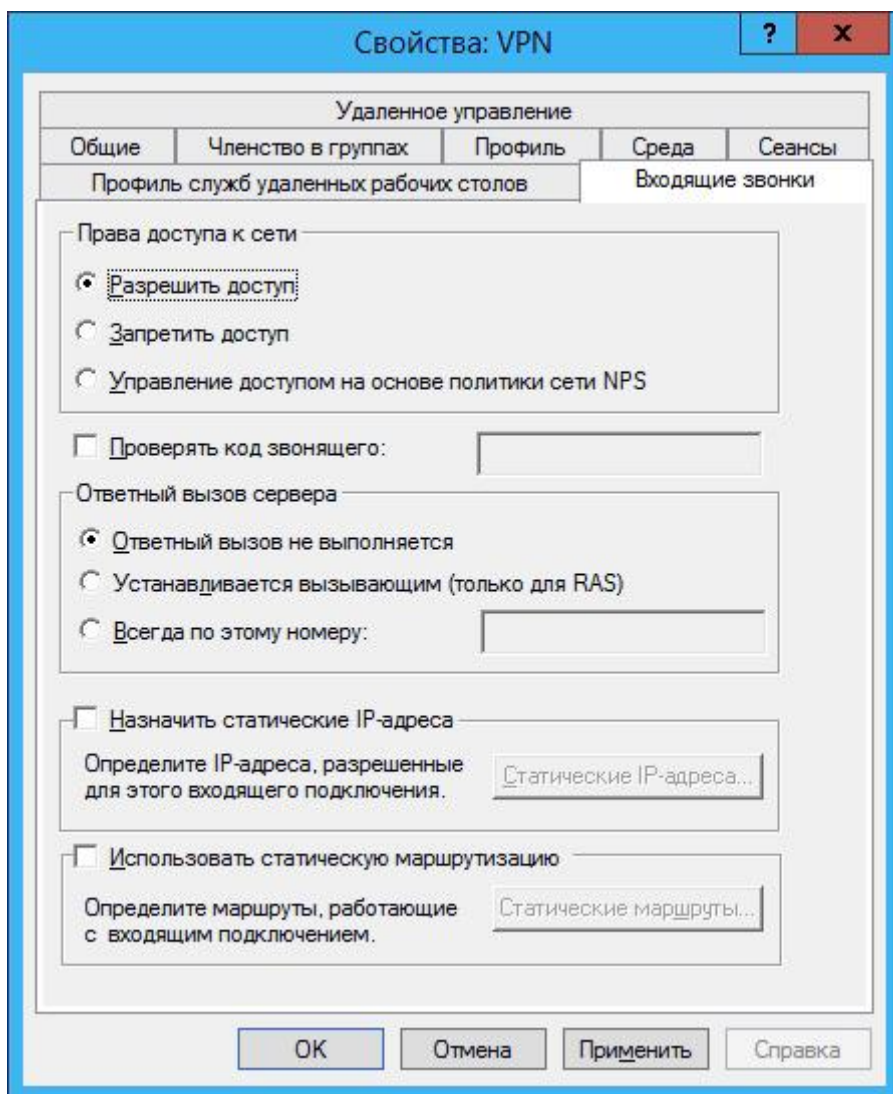 Свойства: VPN
?
x
Удаленное управление
Общие
Членство в группах
Профиль
Среда
Сеансы
Профиль служб удаленных рабочих столов
Входящие звонки
Права доступа к сети
Разрешить доступ
Запретить доступ
Управление доступом на основе политики сети NPS
Проверять код звонящего:
Ответный вызов сервера
Ответный вызов не выполняется
Устанавливается вызывающим (только для RAS)
Всегда по этому номеру:
Назначить статические IP-адреса
Определите IP-адреса, разрешенные
для этого входящего подключения.
Статические IP-адреса...
Использовать статическую маршрутизацию
Определите маршруты, работающие
с входящим подключением.
Статические маршруты...
OK
Отмена
Применить
Справка